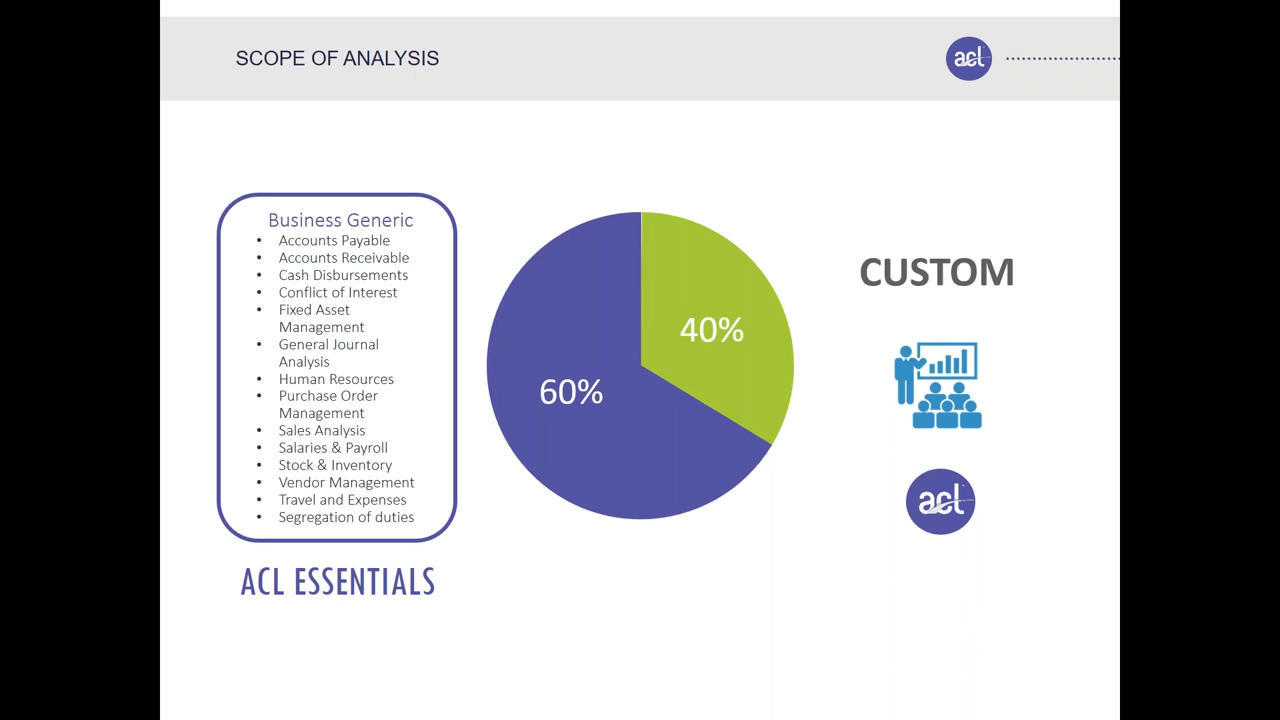 SCOPE OF ANALYSIS
acl
Business Generic
• Accounts Payable
• Accounts Receivable
• Cash Disbursements
• Conflict of Interest
• Fixed Asset
Management
• General Journal
Analysis
• Human Resources
• Purchase Order
Management
• Sales Analysis
• Salaries & Payroll
• Stock & Inventory
• Vendor Management
• Travel and Expenses
• Segregation of duties
ACL ESSENTIALS
60%
40%
CUSTOM
acl